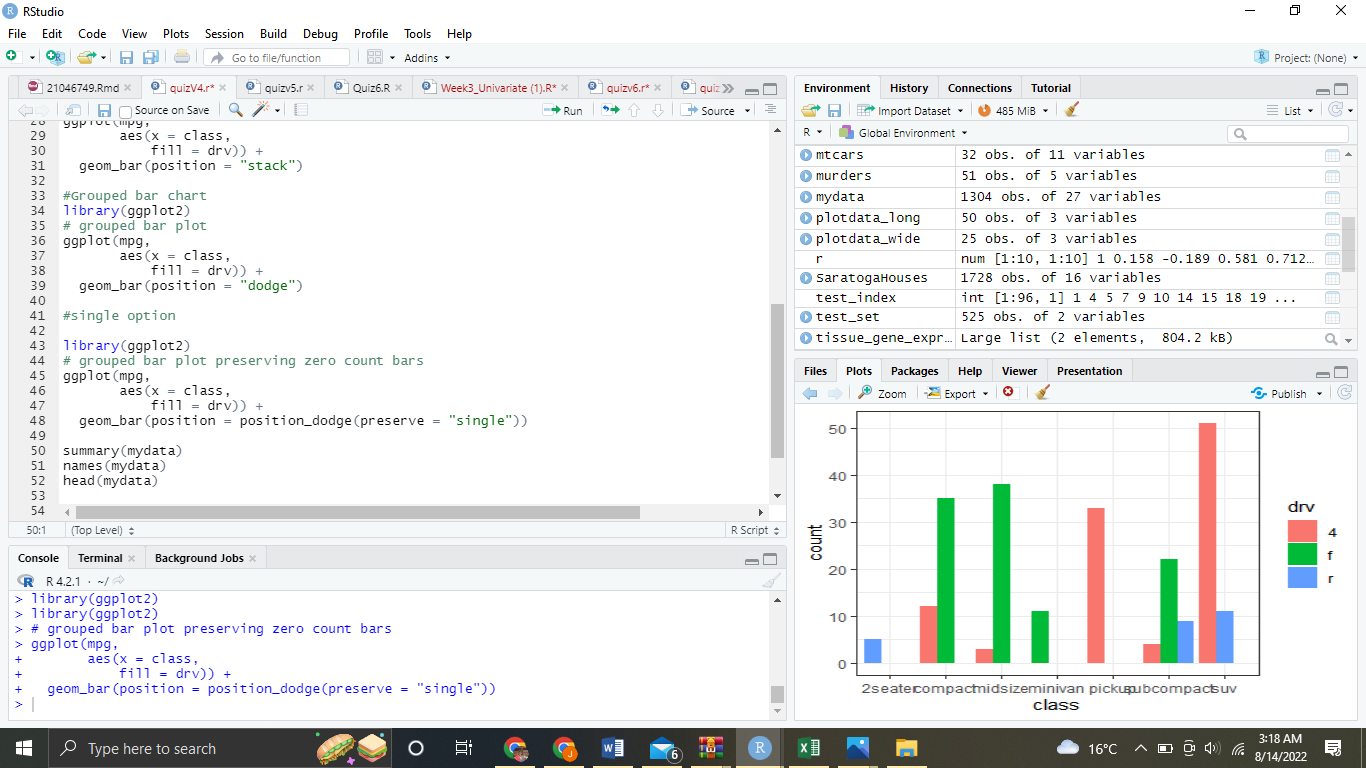 RStudio
File Edit Code View Plots Session Build Debug Profile Tools Help
Go to file/function Addins Project: (None)
21046749.Rmd quizV4.r* quizv5.r Quiz6.R Week3_Univariate (1).R* quizv6.r* quiz
Source on Save Run Source
ggplot(mpg,
29 aes(x = class,
30 fill = drv)) +
31 geom_bar(position = "stack")
32
33 #Grouped bar chart
34 library(ggplot2)
35 # grouped bar plot
36 ggplot(mpg,
37 aes(x = class,
38 fill = drv)) +
39 geom_bar(position = "dodge")
40
41 #single option
42
43 library(ggplot2)
44 # grouped bar plot preserving zero count bars
45 ggplot(mpg,
46 aes(x = class,
47 fill = drv)) +
48 geom_bar(position = position_dodge(preserve = "single"))
49
50 summary(mydata)
51 names(mydata)
52 head(mydata)
53
54
50:1 (Top Level) R Script
Console Terminal Background Jobs
R 4.2.1 · ~/
> library(ggplot2)
> library(ggplot2)
> # grouped bar plot preserving zero count bars
> ggplot(mpg,
+ aes(x = class,
+ fill = drv)) +
+ geom_bar(position = position_dodge(preserve = "single"))
>
Environment History Connections Tutorial
Import Dataset 485 MiB List
R Global Environment
mtcars 32 obs. of 11 variables
murders 51 obs. of 5 variables
mydata 1304 obs. of 27 variables
plotdata_long 50 obs. of 3 variables
plotdata_wide 25 obs. of 3 variables
r num [1:10, 1:10] 1 0.158 -0.189 0.581 0.712...
SaratogaHouses 1728 obs. of 16 variables
test_index int [1:96, 1] 1 4 5 7 9 10 14 15 18 19 ...
test_set 525 obs. of 2 variables
tissue_gene_expr... Large list (2 elements, 804.2 kB)
Files Plots Packages Help Viewer Presentation
Zoom Export Publish
50
40
30
20
10
0
count
2seater compact midsize minivan pickup subcompact suv
class
drv
4
f
r
Type here to search
6
16°C
3:18 AM
8/14/2022